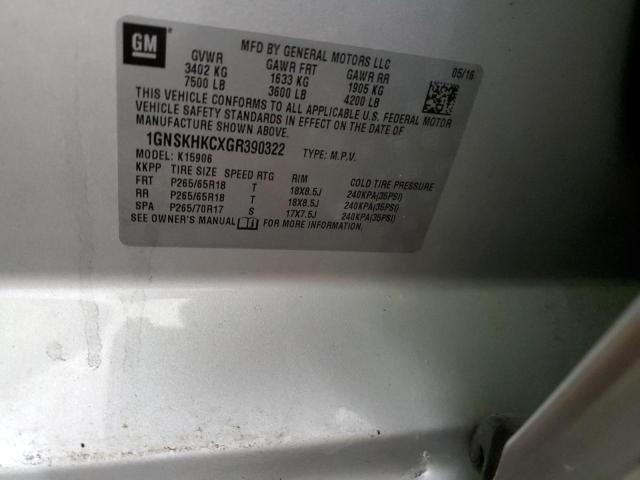 GM
MFD BY GENERAL MOTORS LLC
05/16
GVWR GAWR FRT GAWR RR
3402 KG 1633 KG 1905 KG
7500 LB 3600 LB 4200 LB
THIS VEHICLE CONFORMS TO ALL APPLICABLE U.S. FEDERAL MOTOR
VEHICLE SAFETY STANDARDS IN EFFECT ON THE DATE OF
MANUFACTURE SHOWN ABOVE.
1GNSKHKCXGR390322 TYPE: M.P.V.
MODEL: K15906
KKPP TIRE SIZE SPEED RTG RIM COLD TIRE PRESSURE
FRT P265/65R18 T 18X8.5J 240KPA(35PSI)
RR P265/65R18 T 18X8.5J 240KPA(35PSI)
SPA P265/70R17 S 17X7.5J 240KPA(35PSI)
SEE OWNER'S MANUAL FOR MORE INFORMATION.